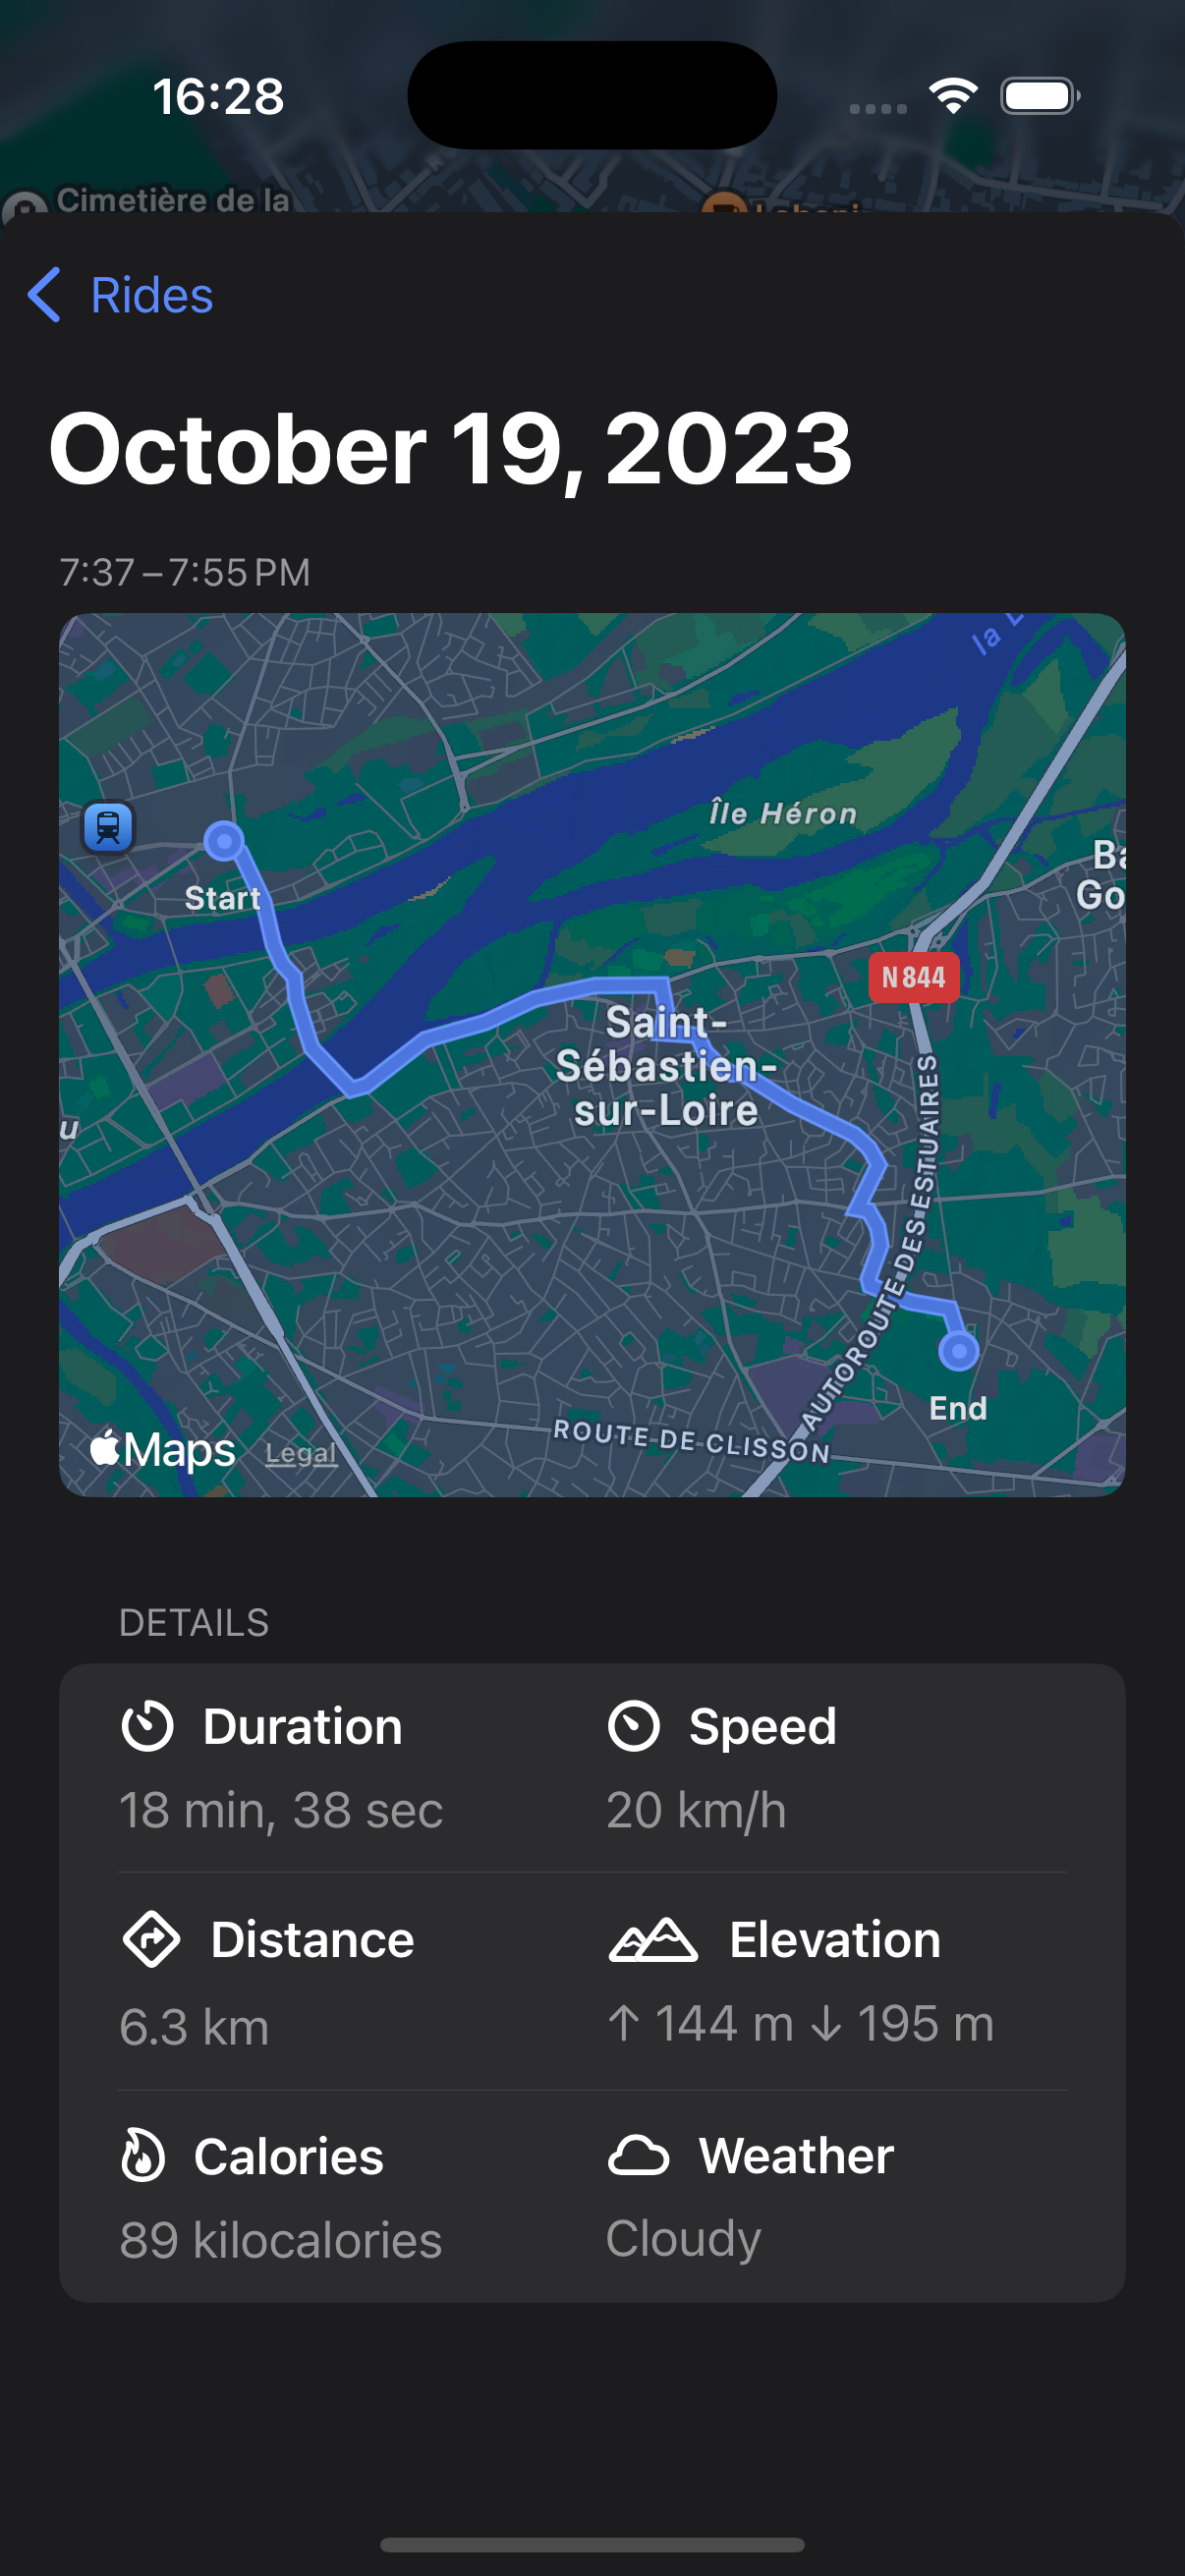 16:28
Cimetière de la
Rides
October 19, 2023
7:37 – 7:55 PM
la
Île Héron
Start
N 844
Saint-
Sébastien-
sur-Loire
AUTOROUTE DES ESTUAIRES
End
ROUTE DE CLISSON
Maps
Legal
DETAILS
Duration
Speed
18 min, 38 sec
20 km/h
Distance
Elevation
6.3 km
↑ 144 m ↓ 195 m
Calories
Weather
89 kilocalories
Cloudy